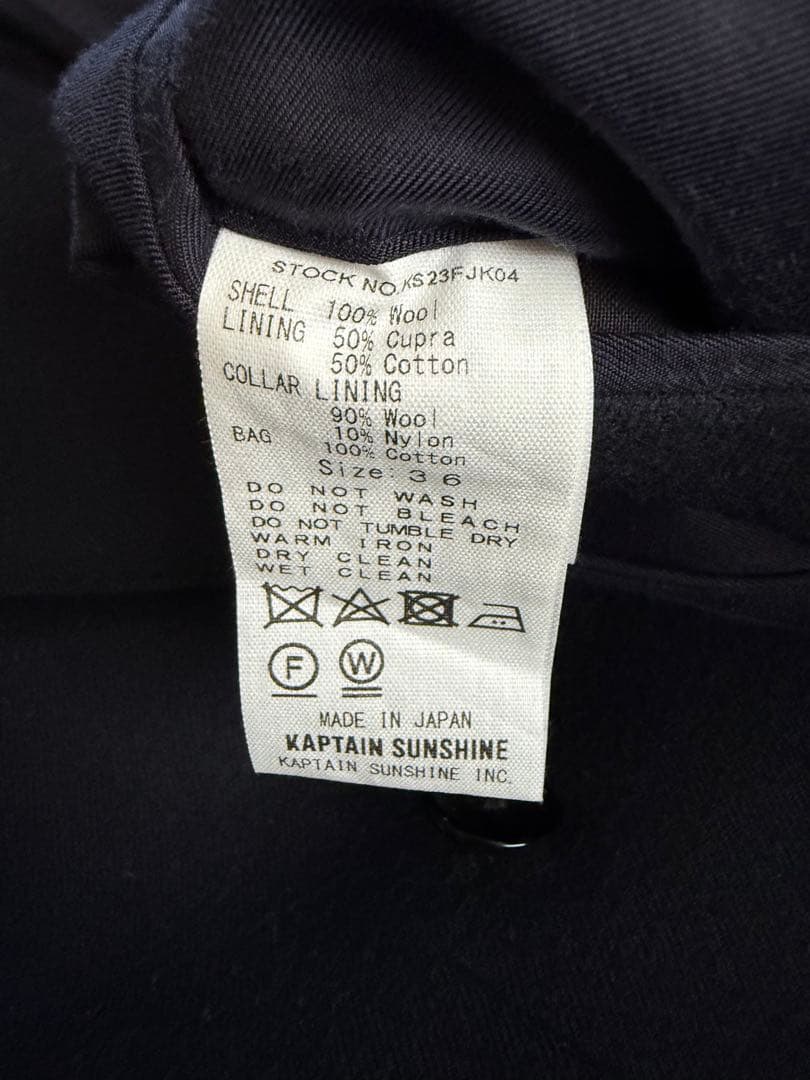 STOCK NO.KS23FJK04
SHELL 100% Wool
LINING 50% Cupra
50% Cotton
COLLAR LINING
90% Wool
10% Nylon
BAG 100% Cotton
Size:36
DO NOT WASH
DO NOT BLEACH
DO NOT TUMBLE DRY
WARM IRON
DRY CLEAN
WET CLEAN
F W
MADE IN JAPAN
KAPTAIN SUNSHINE
KAPTAIN SUNSHINE INC.